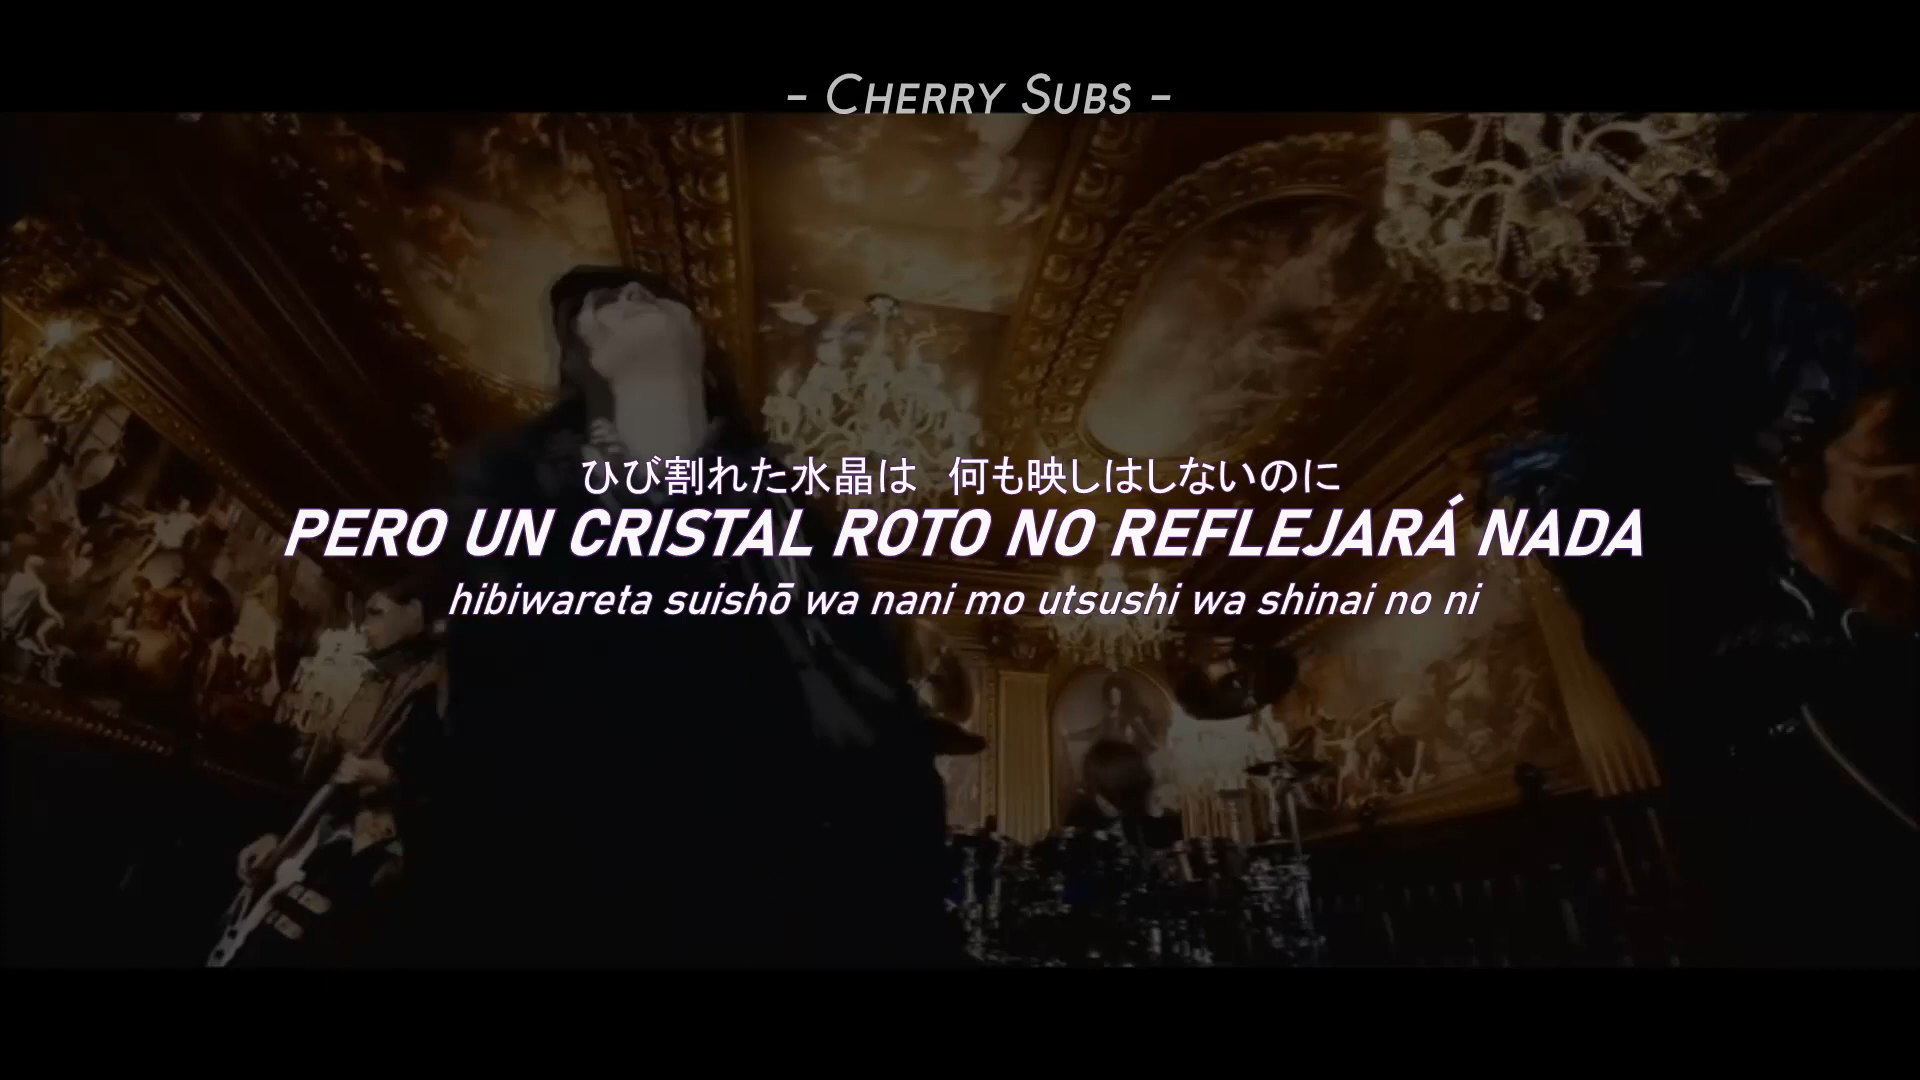 - Cherry Subs -
ひび割れた水晶は　何も映しはしないのに
PERO UN CRISTAL ROTO NO REFLEJARÁ NADA
hibiwareta suishō wa nani mo utsushi wa shinai no ni